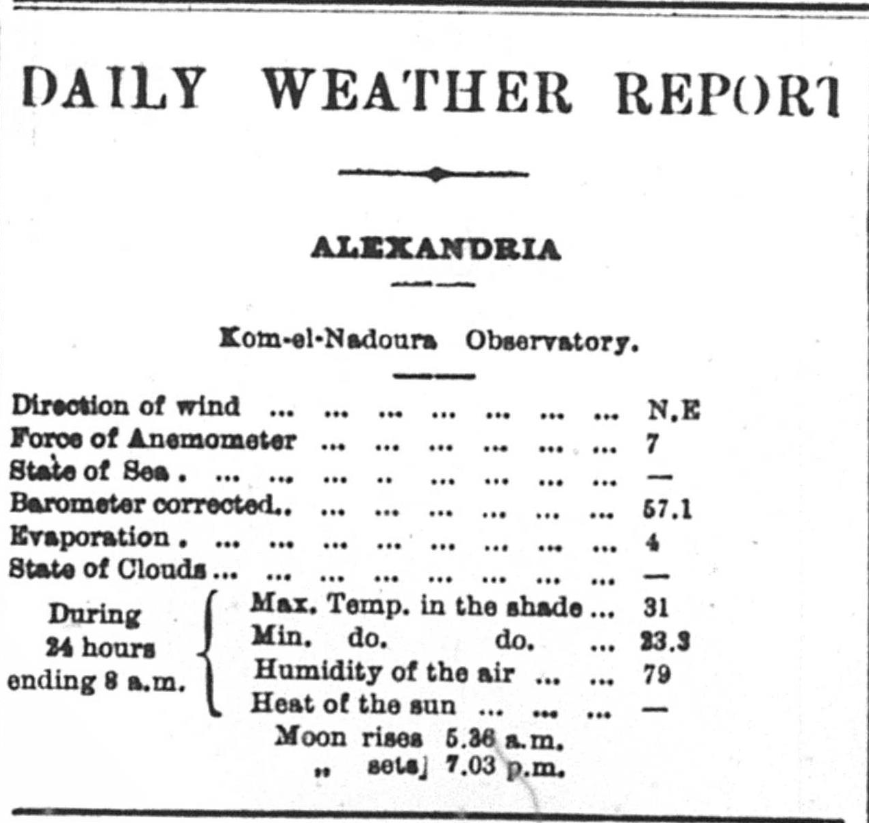 DAILY WEATHER REPORT
ALEXANDRIA
Kom-el-Nadoura Observatory.
Direction of wind ... ... ... ... ... ... ... N.E
Force of Anemometer ... ... ... ... ... ... 7
State of Sea . ... ... ... .. ... ... ... ... —
Barometer corrected.. ... ... ... ... ... ... 57.1
Evaporation . ... ... ... ... ... ... ... ... 4
State of Clouds ... ... ... ... ... ... ... ... —
During 24 hours ending 8 a.m.
Max. Temp. in the shade ... 31
Min. do. do. ... 23.3
Humidity of the air ... ... 79
Heat of the sun ... ... ... —
Moon rises 5.36 a.m.
„ sets 7.03 p.m.